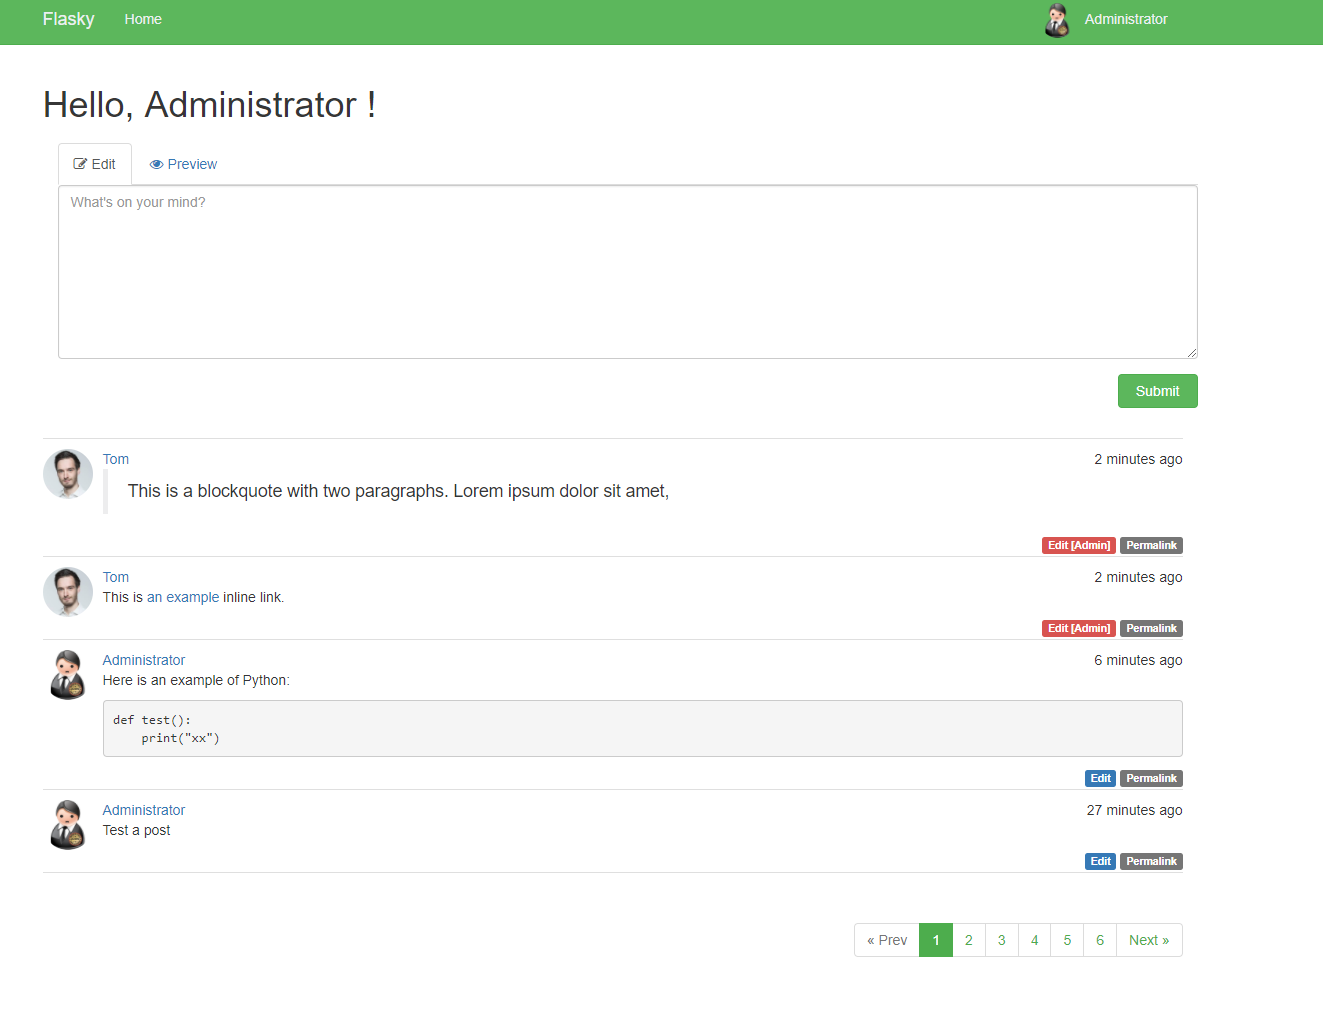 Flasky Home Administrator
Hello, Administrator !
Edit Preview
What's on your mind?
Submit
Tom 2 minutes ago
This is a blockquote with two paragraphs. Lorem ipsum dolor sit amet,
Edit [Admin] Permalink
Tom 2 minutes ago
This is an example inline link.
Edit [Admin] Permalink
Administrator 6 minutes ago
Here is an example of Python:
def test():
    print("xx")
Edit Permalink
Administrator 27 minutes ago
Test a post
Edit Permalink
« Prev 1 2 3 4 5 6 Next »